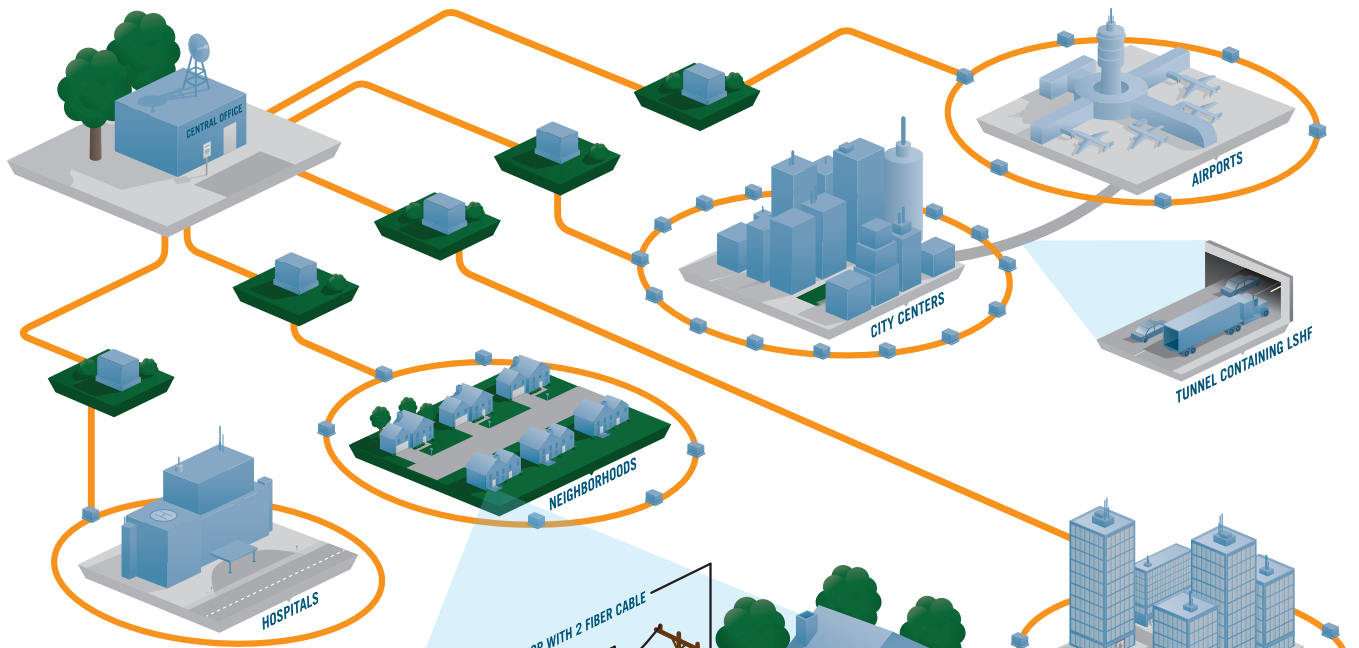 CENTRAL OFFICE
AIRPORTS
CITY CENTERS
TUNNEL CONTAINING LSHF
NEIGHBORHOODS
HOSPITALS
H
WITH 2 FIBER CABLE